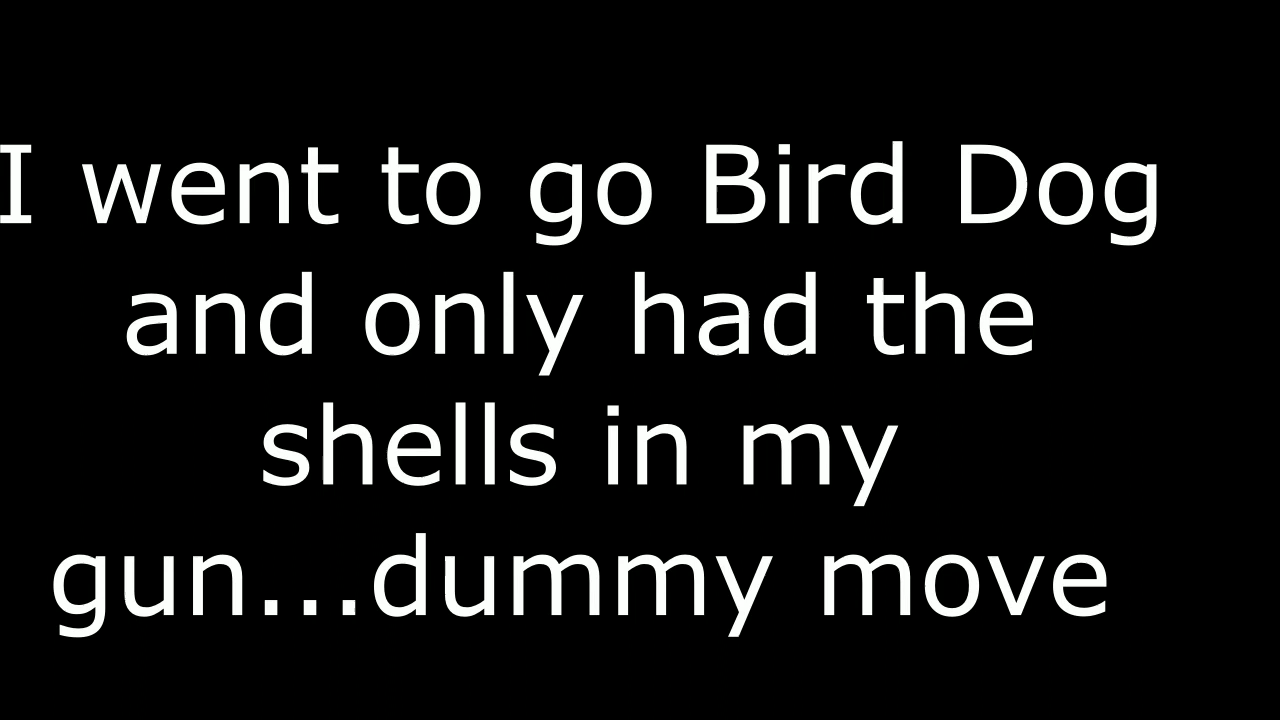 I went to go Bird Dog
and only had the
shells in my
gun...dummy move